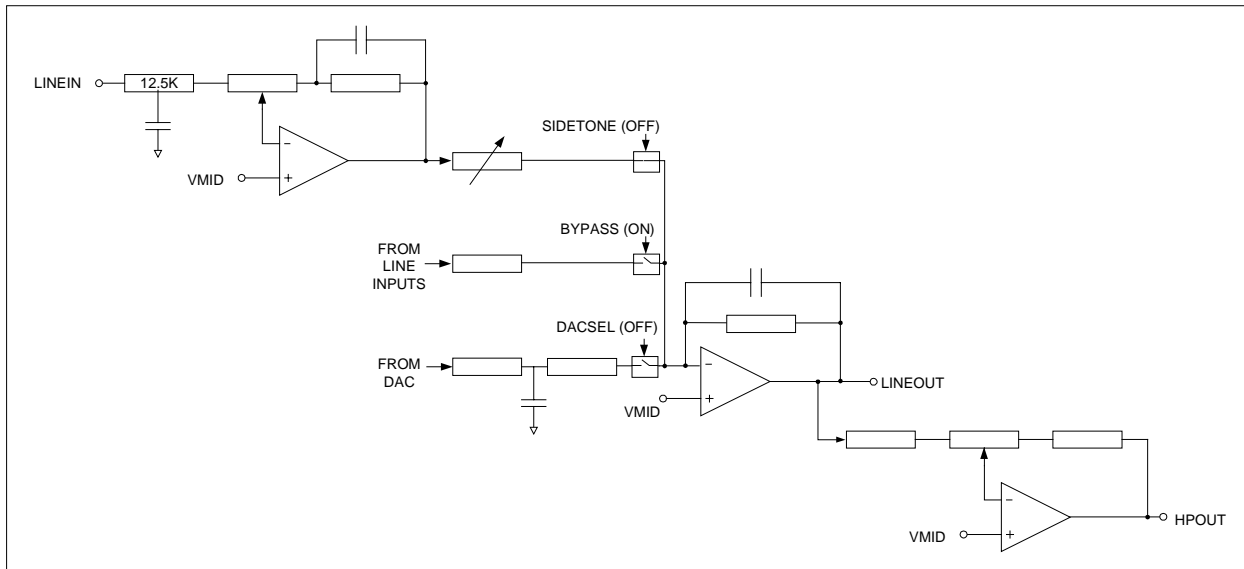 LINEIN
12.5K
−
VMID
+
SIDETONE (OFF)
BYPASS (ON)
FROM
LINE
INPUTS
DACSEL (OFF)
FROM
DAC
−
VMID
+
LINEOUT
−
VMID
+
HPOUT